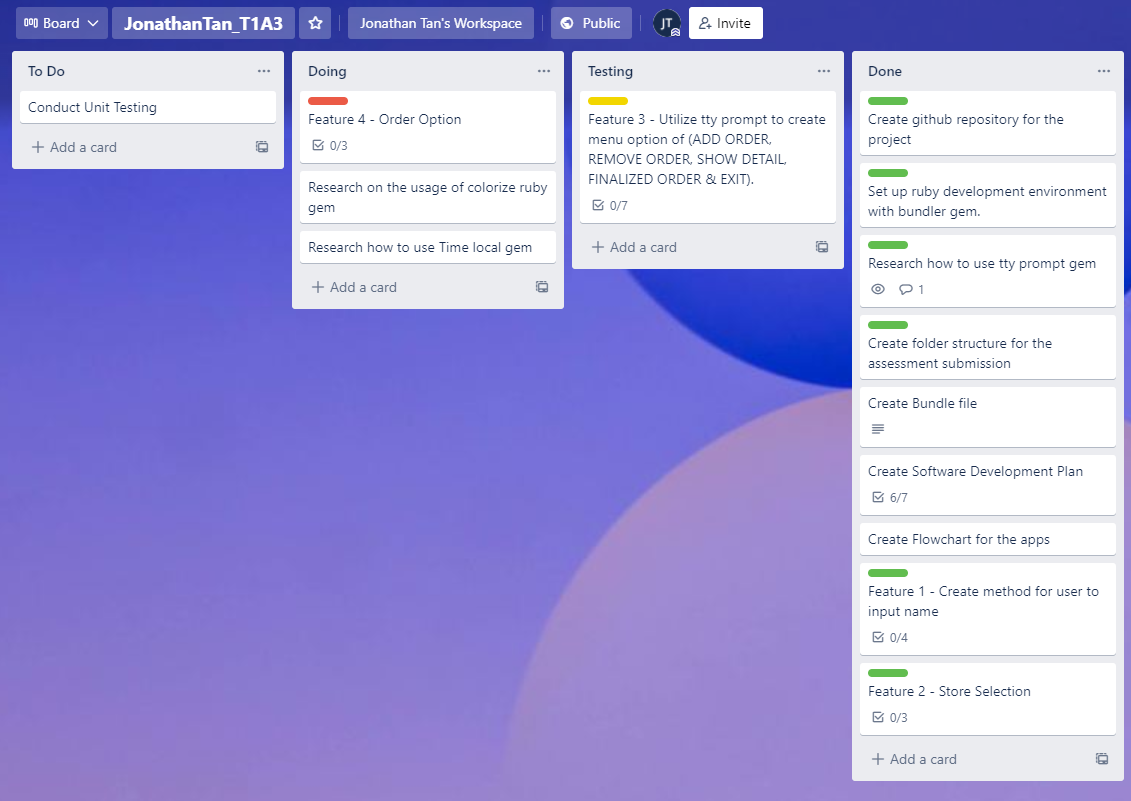 Board
JonathanTan_T1A3
Jonathan Tan's Workspace
Public
JT
Invite
To Do
Conduct Unit Testing
Add a card
Doing
Feature 4 - Order Option
0/3
Research on the usage of colorize ruby
gem
Research how to use Time local gem
Add a card
Testing
Feature 3 - Utilize tty prompt to create
menu option of (ADD ORDER,
REMOVE ORDER, SHOW DETAIL,
FINALIZED ORDER & EXIT).
0/7
Add a card
Done
Create github repository for the
project
Set up ruby development environment
with bundler gem.
Research how to use tty prompt gem
1
Create folder structure for the
assessment submission
Create Bundle file
Create Software Development Plan
6/7
Create Flowchart for the apps
Feature 1 - Create method for user to
input name
0/4
Feature 2 - Store Selection
0/3
Add a card